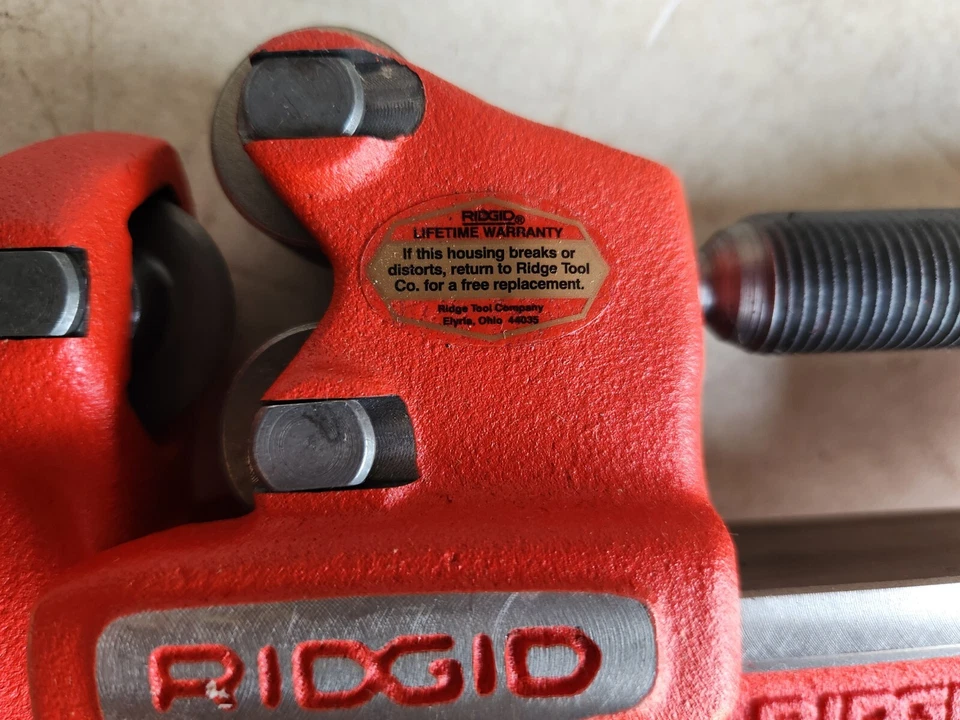 RIDGID®
LIFETIME WARRANTY
If this housing breaks or
distorts, return to Ridge Tool
Co. for a free replacement.
Ridge Tool Company
Elyria, Ohio 44035
RIDGID